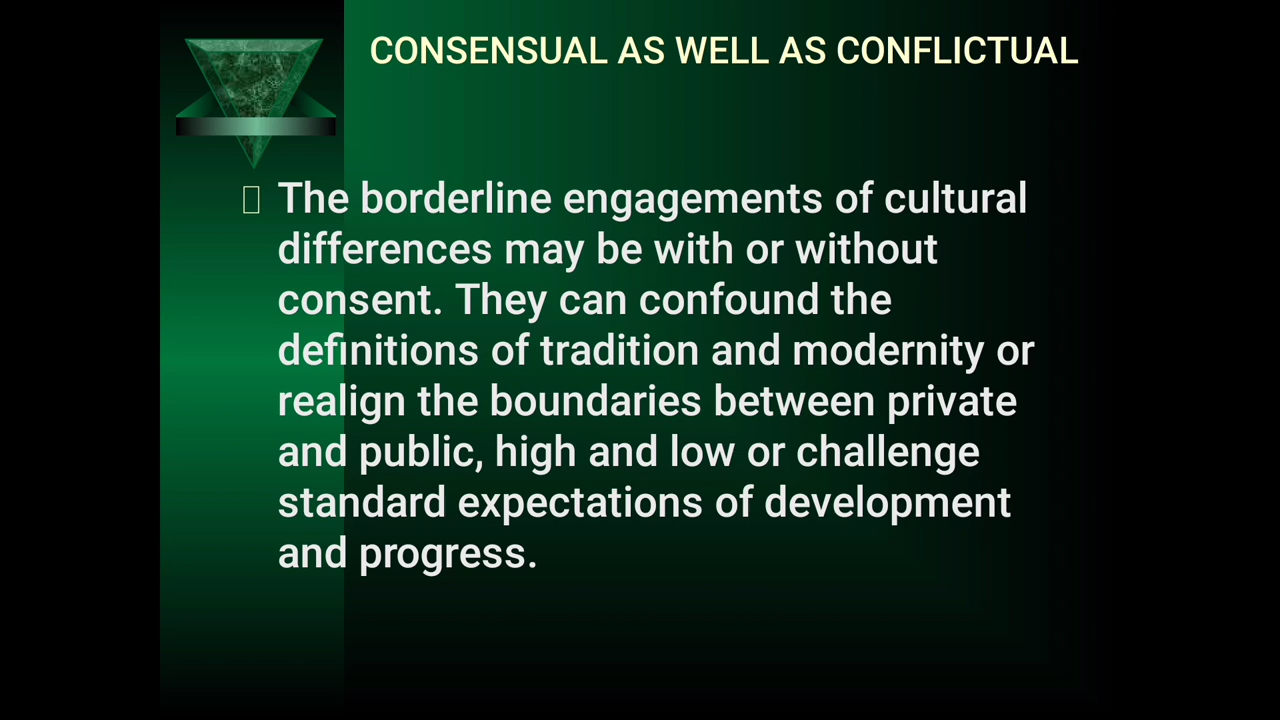 CONSENSUAL AS WELL AS CONFLICTUAL
The borderline engagements of cultural
differences may be with or without
consent. They can confound the
definitions of tradition and modernity or
realign the boundaries between private
and public, high and low or challenge
standard expectations of development
and progress.